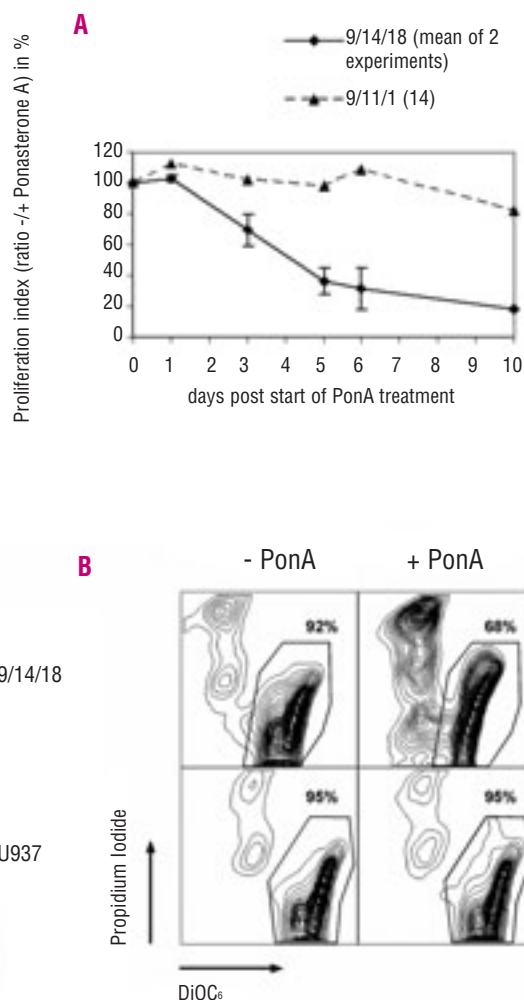 A
9/14/18 (mean of 2
experiments)
9/11/1 (14)
Proliferation index (ratio -/+ Ponasterone A) in %
120
100
80
60
40
20
0
0 1 2 3 4 5 6 7 8 9 10
days post start of PonA treatment
B
- PonA + PonA
9/14/18
92% 68%
U937
95% 95%
Propidium Iodide
DiOC₆